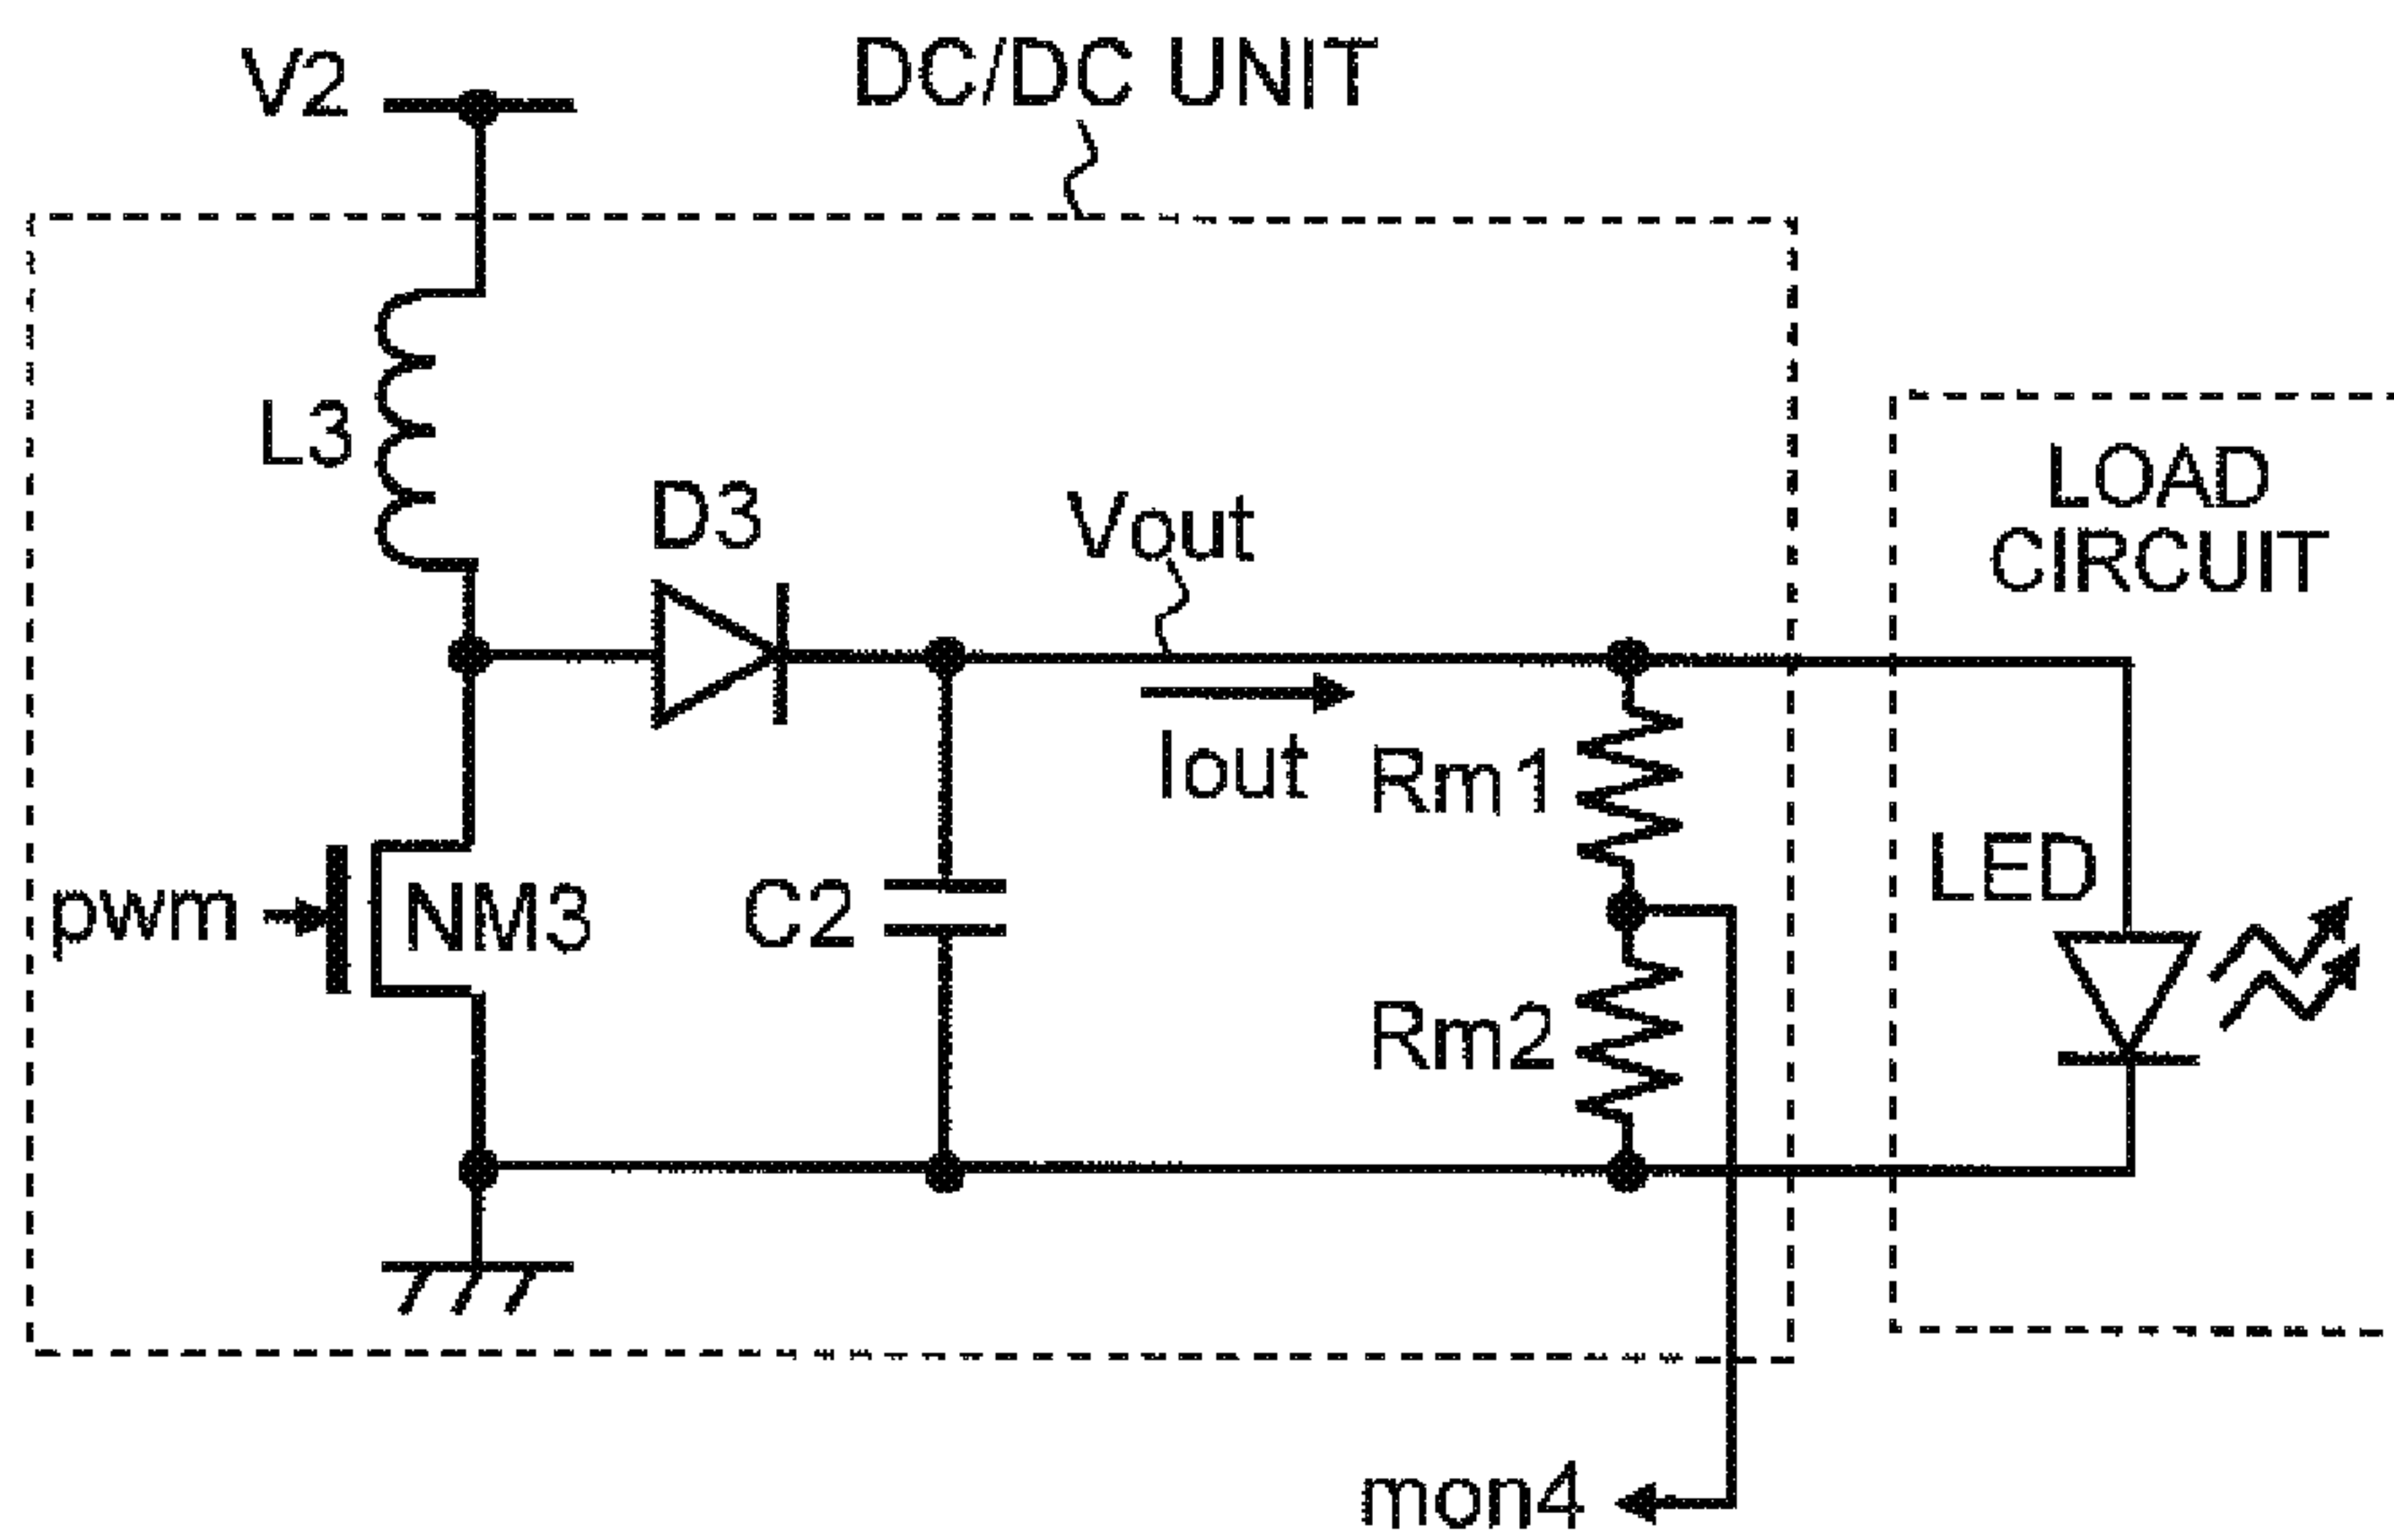 V2
DC/DC UNIT
L3
D3
Vout
LOAD
CIRCUIT
Iout
Rm1
LED
pwm
NM3
C2
Rm2
mon4